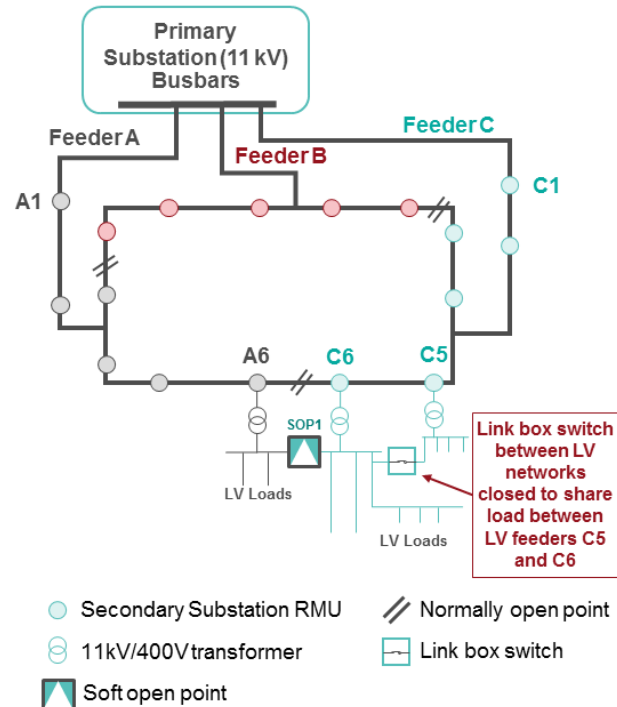 Primary
Substation (11 kV)
Busbars
Feeder A
Feeder B
Feeder C
A1
C1
A6
C6
C5
SOP1
LV Loads
LV Loads
Link box switch
between LV
networks
closed to share
load between
LV feeders C5
and C6
Secondary Substation RMU
Normally open point
11kV/400V transformer
Link box switch
Soft open point